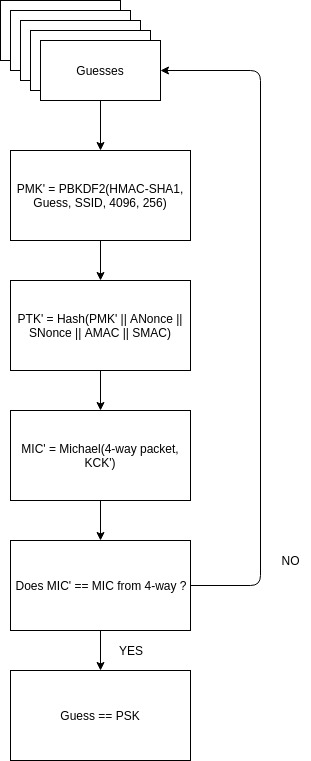 Guesses
PMK' = PBKDF2(HMAC-SHA1,
Guess, SSID, 4096, 256)
PTK' = Hash(PMK' || ANonce ||
SNonce || AMAC || SMAC)
MIC' = Michael(4-way packet,
KCK')
Does MIC' == MIC from 4-way ?
NO
YES
Guess == PSK